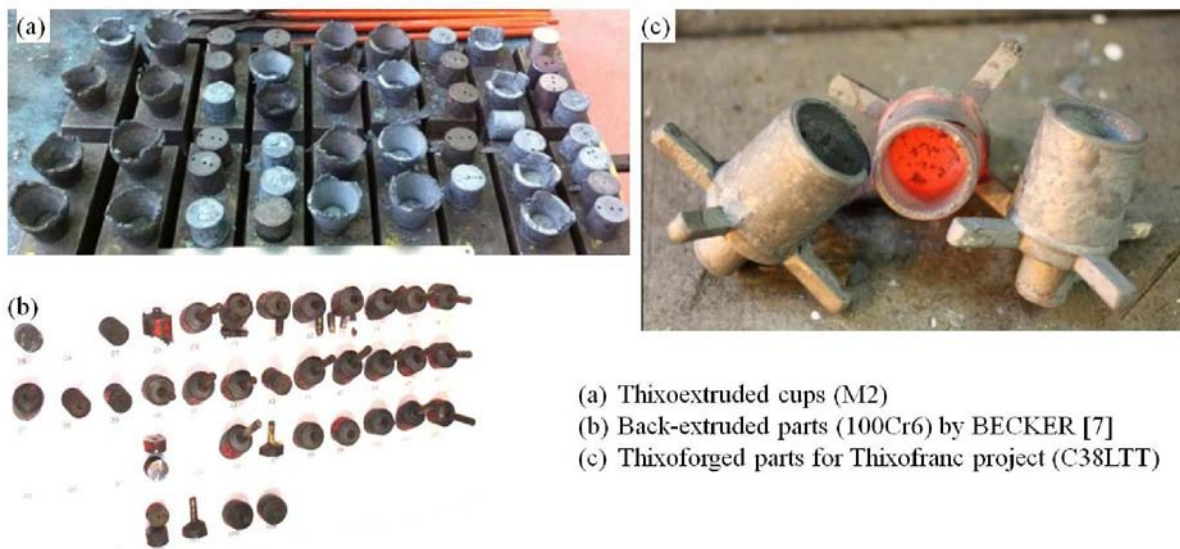 (a)
(c)
(b)
(a) Thixoextruded cups (M2)
(b) Back-extruded parts (100Cr6) by BECKER [7]
(c) Thixoforged parts for Thixofranc project (C38LTT)